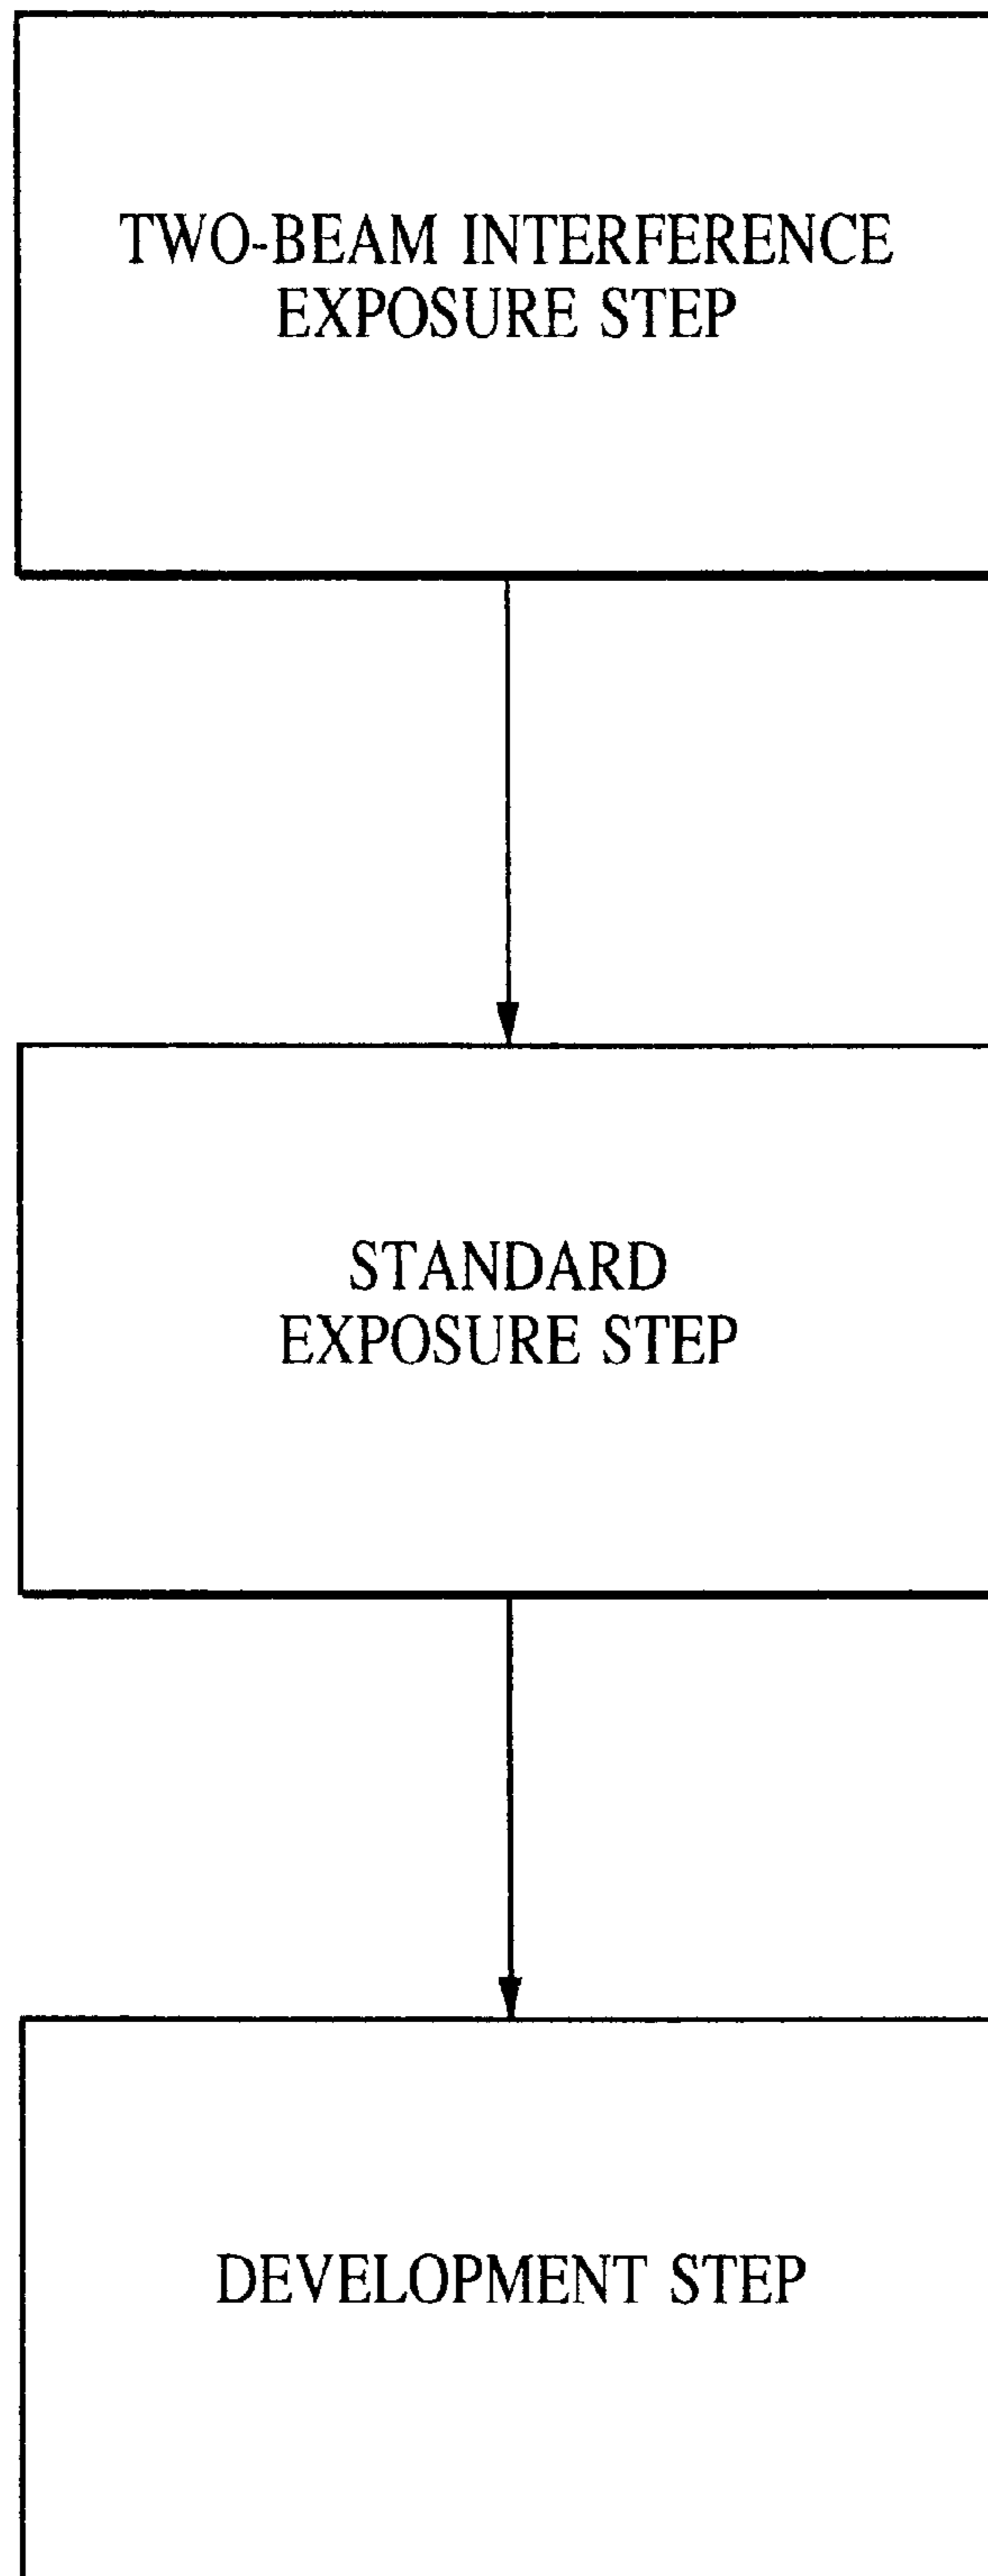 TWO-BEAM INTERFERENCE
EXPOSURE STEP
STANDARD
EXPOSURE STEP
DEVELOPMENT STEP